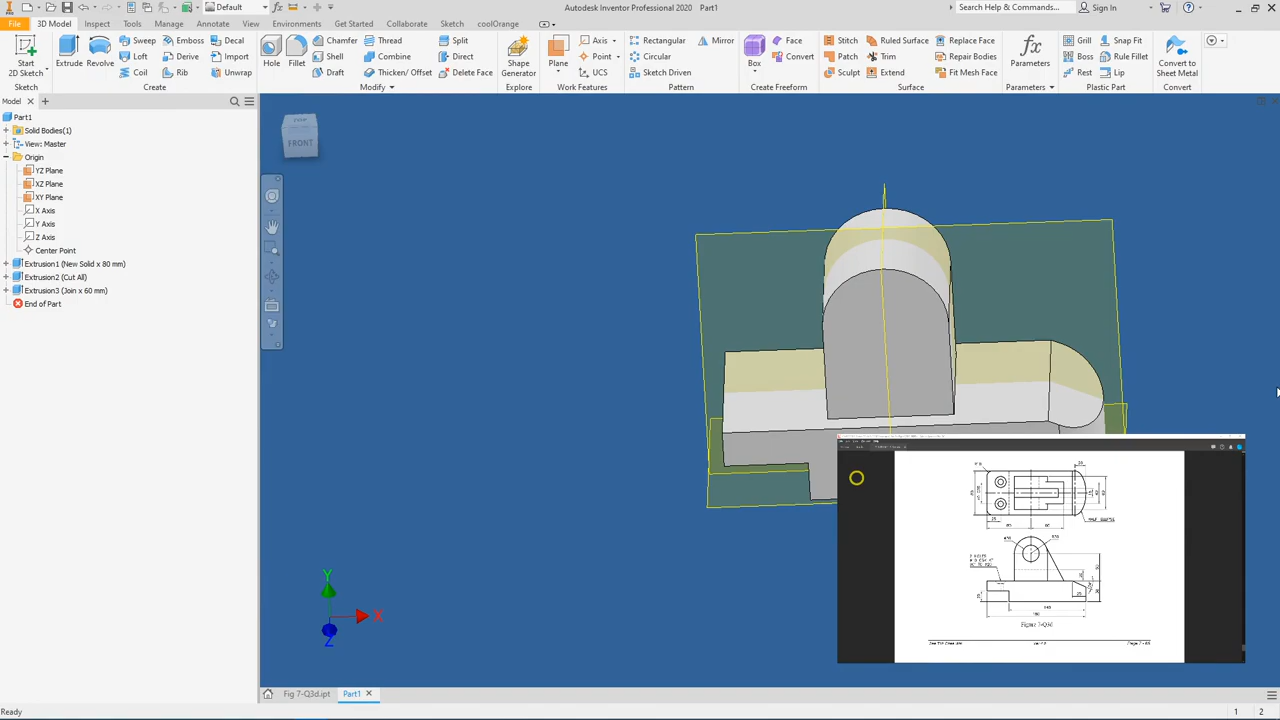 Default
Autodesk Inventor Professional 2020 Part1
Search Help & Commands...
Sign In
File 3D Model Sketch Inspect Tools Manage Annotate View Environments Get Started Collaborate Sketch coolOrange
Start
2D Sketch
Extrude
Revolve
Sweep
Loft
Coil
Emboss
Derive
Rib
Decal
Import
Unwrap
Hole
Fillet
Chamfer
Shell
Draft
Thread
Combine
Thicken/ Offset
Split
Direct
Delete Face
Shape
Generator
Plane
Axis
Point
UCS
Rectangular
Circular
Sketch Driven
Mirror
Box
Face
Convert
Stitch
Patch
Sculpt
Ruled Surface
Trim
Extend
Replace Face
Repair Bodies
Fit Mesh Face
Parameters
Grill
Boss
Rest
Snap Fit
Rule Fillet
Lip
Convert to
Sheet Metal
Sketch
Create
Modify
Explore
Work Features
Pattern
Create Freeform
Surface
Parameters
Plastic Part
Convert
Model
Part1
Solid Bodies(1)
View: Master
Origin
YZ Plane
XZ Plane
XY Plane
X Axis
Y Axis
Z Axis
Center Point
Extrusion1 (New Solid x 80 mm)
Extrusion2 (Cut All)
Extrusion3 (Join x 60 mm)
End of Part
FRONT
Y
X
Z
Fig 7-Q3d.ipt
Part1
Ready
1 2